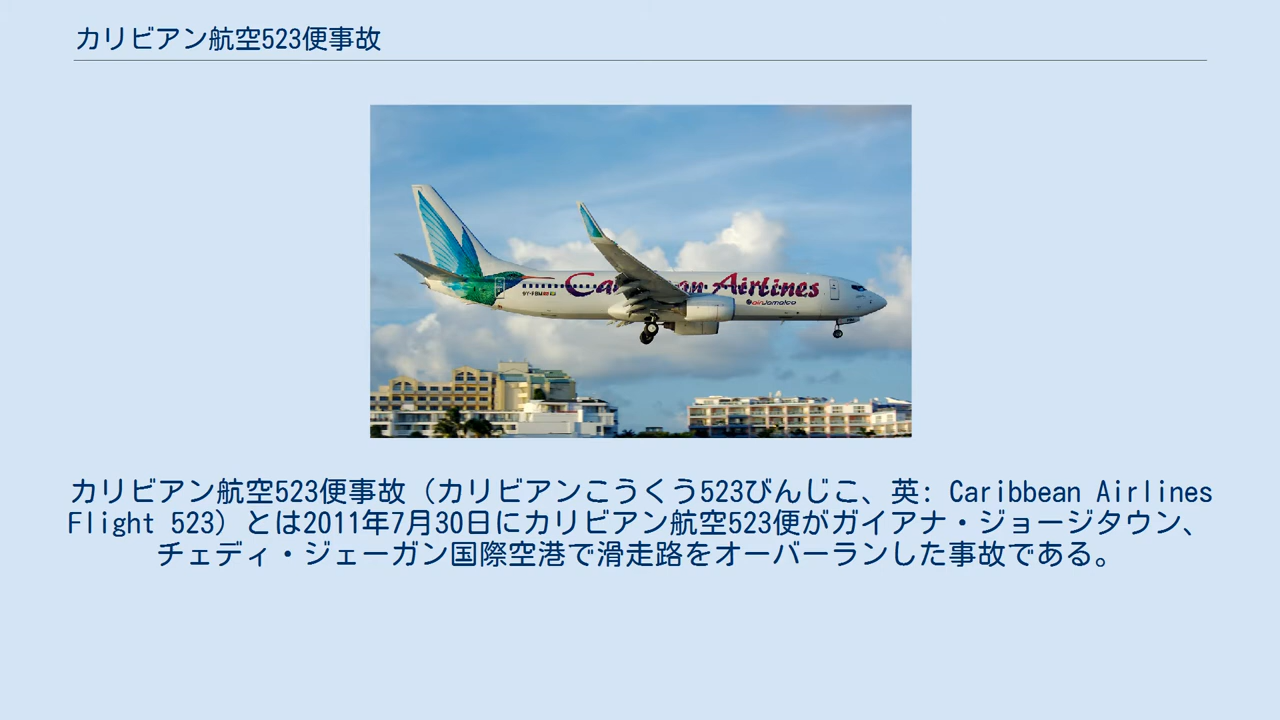 カリビアン航空523便事故
Caribbean Airlines
9Y-
airJamaica
カリビアン航空523便事故（カリビアンこうくう523びんじこ、英: Caribbean Airlines
Flight 523）とは2011年7月30日にカリビアン航空523便がガイアナ・ジョージタウン、
チェディ・ジェーガン国際空港で滑走路をオーバーランした事故である。